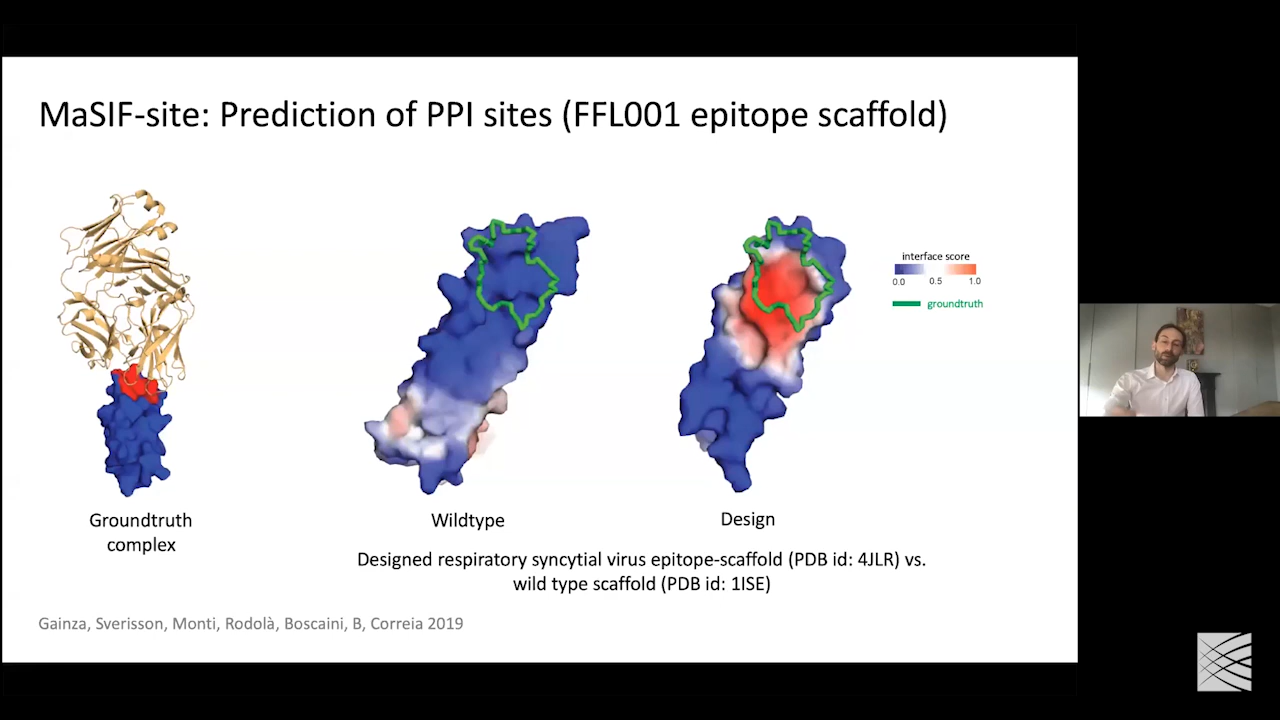 MaSIF-site: Prediction of PPI sites (FFL001 epitope scaffold)
interface score
0.0 0.5 1.0
groundtruth
Groundtruth
complex
Wildtype
Design
Designed respiratory syncytial virus epitope-scaffold (PDB id: 4JLR) vs.
wild type scaffold (PDB id: 1ISE)
Gainza, Sverisson, Monti, Rodolà, Boscaini, B, Correia 2019